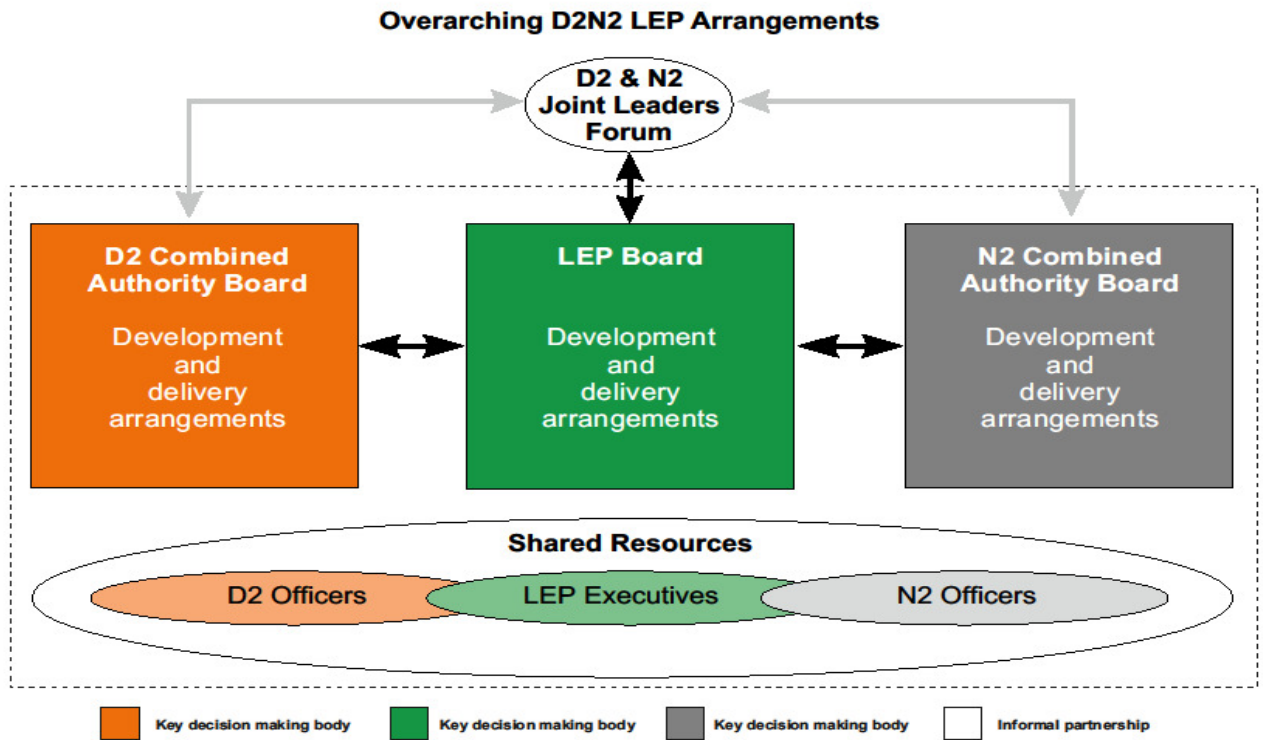 Overarching D2N2 LEP Arrangements
D2 & N2
Joint Leaders
Forum
D2 Combined
Authority Board
Development
and
delivery
arrangements
LEP Board
Development
and
delivery
arrangements
N2 Combined
Authority Board
Development
and
delivery
arrangements
Shared Resources
D2 Officers
LEP Executives
N2 Officers
Key decision making body
Key decision making body
Key decision making body
Informal partnership